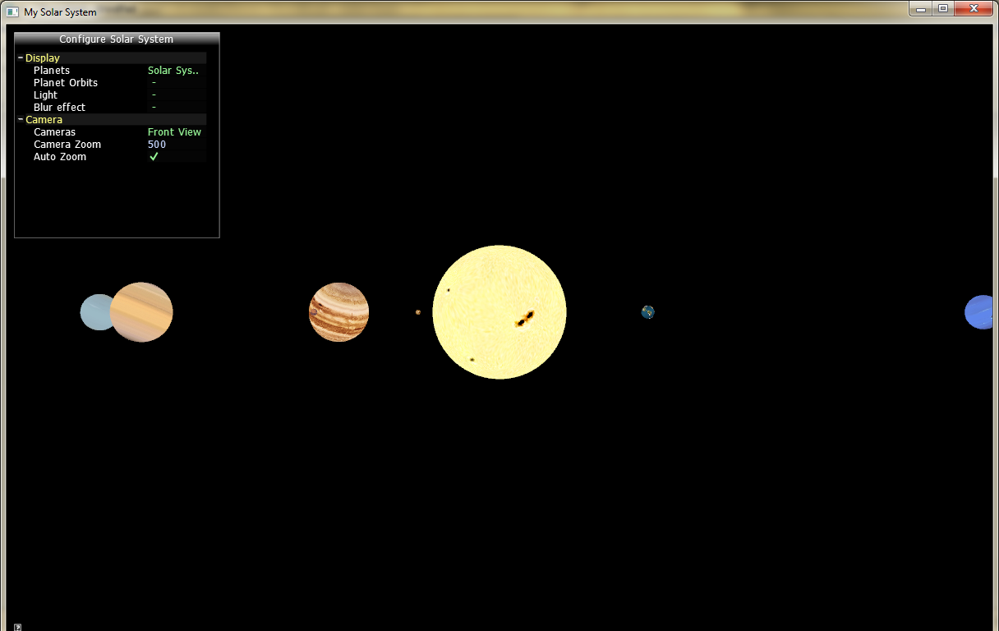 My Solar System
Configure Solar System
Display
Planets Solar Sys..
Planet Orbits -
Light -
Blur effect -
Camera
Cameras Front View
Camera Zoom 500
Auto Zoom ✓
?